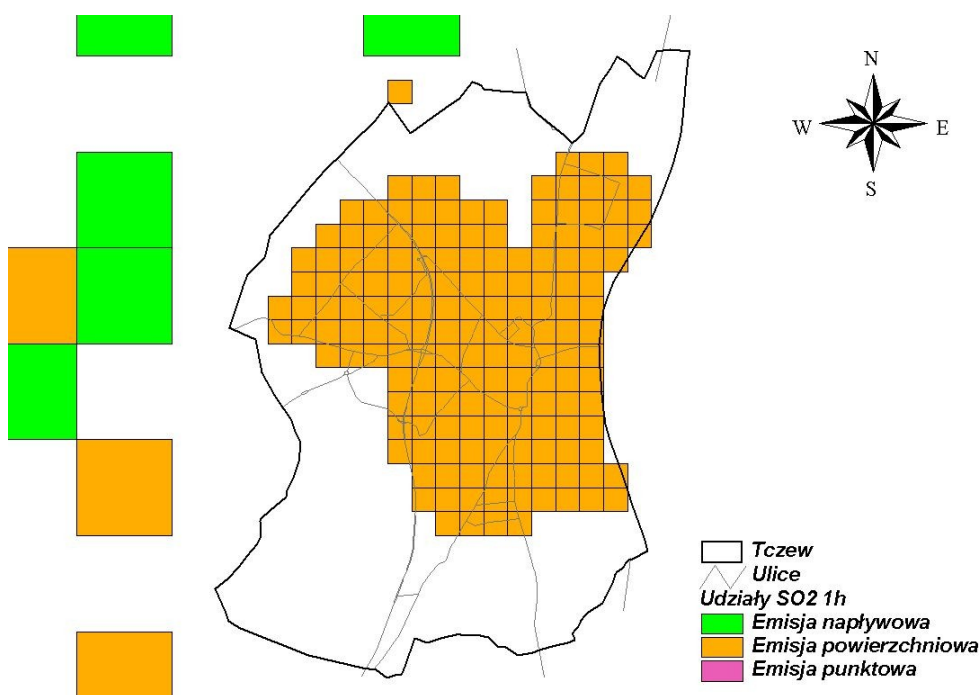 N
W E
S
Tczew
Ulice
Udziały SO2 1h
Emisja napływowa
Emisja powierzchniowa
Emisja punktowa